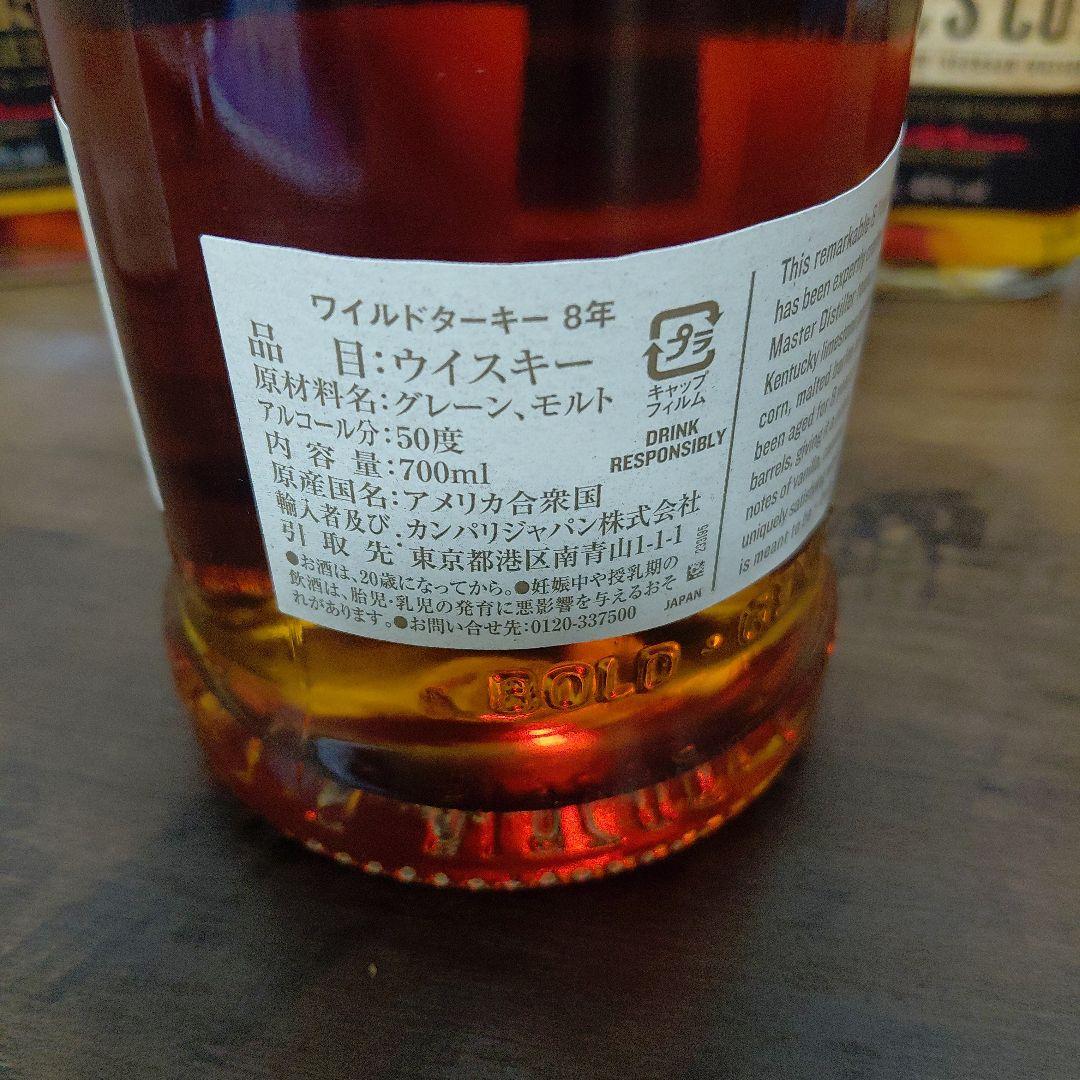 ワイルドターキー 8年
品 目:ウイスキー
原材料名:グレーン、モルト
アルコール分:50度
内 容 量:700ml
原産国名:アメリカ合衆国
輸入者及び カンパリジャパン株式会社
引 取 先:東京都港区南青山1-1-1
●お酒は、20歳になってから。●妊娠中や授乳期の
飲酒は、胎児・乳児の発育に悪影響を与えるおそ
れがあります。●お問い合せ先:0120-337500
プラ
キャップ
フィルム
DRINK
RESPONSIBLY
JAPAN
This remarkable
has been expertly
Master Distiller
Kentucky limestone
corn, malted barley
been aged for 8
barrels, giving it
notes of vanilla,
uniquely
is meant to be
BOLD